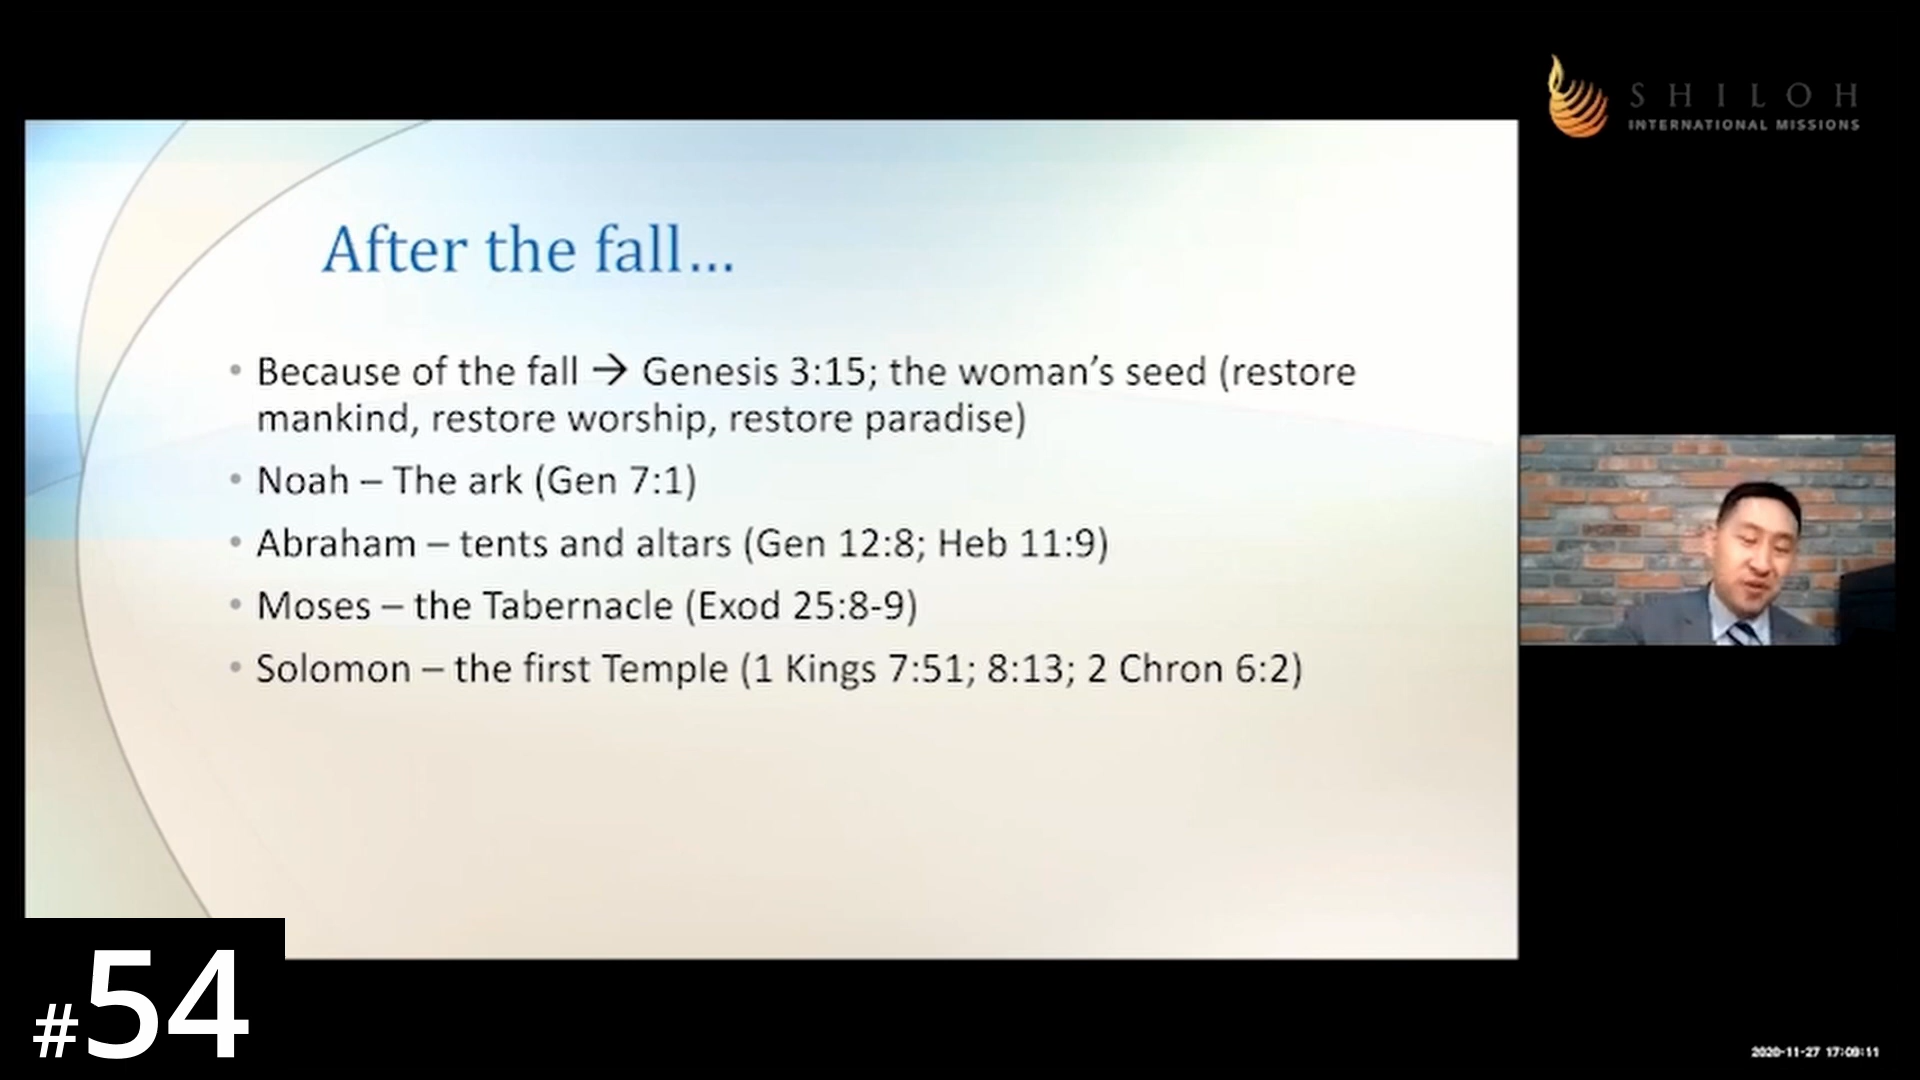 SHILOH
INTERNATIONAL MISSIONS
After the fall...
• Because of the fall → Genesis 3:15; the woman’s seed (restore
mankind, restore worship, restore paradise)
• Noah – The ark (Gen 7:1)
• Abraham – tents and altars (Gen 12:8; Heb 11:9)
• Moses – the Tabernacle (Exod 25:8-9)
• Solomon – the first Temple (1 Kings 7:51; 8:13; 2 Chron 6:2)
#54
2020-11-27 17:09:11